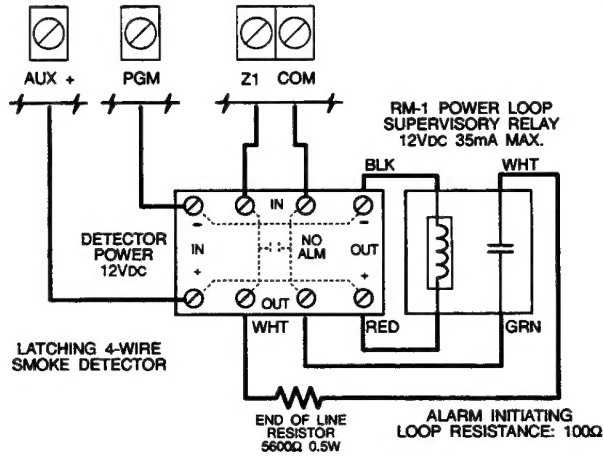 AUX +
PGM
Z1 COM
RM-1 POWER LOOP
SUPERVISORY RELAY
12VDC 35mA MAX.
BLK
WHT
IN
DETECTOR
POWER
12VDC
-
IN
+
NO
ALM
-
OUT
+
OUT
WHT
RED
GRN
LATCHING 4-WIRE
SMOKE DETECTOR
END OF LINE
RESISTOR
5600Ω 0.5W
ALARM INITIATING
LOOP RESISTANCE: 100Ω